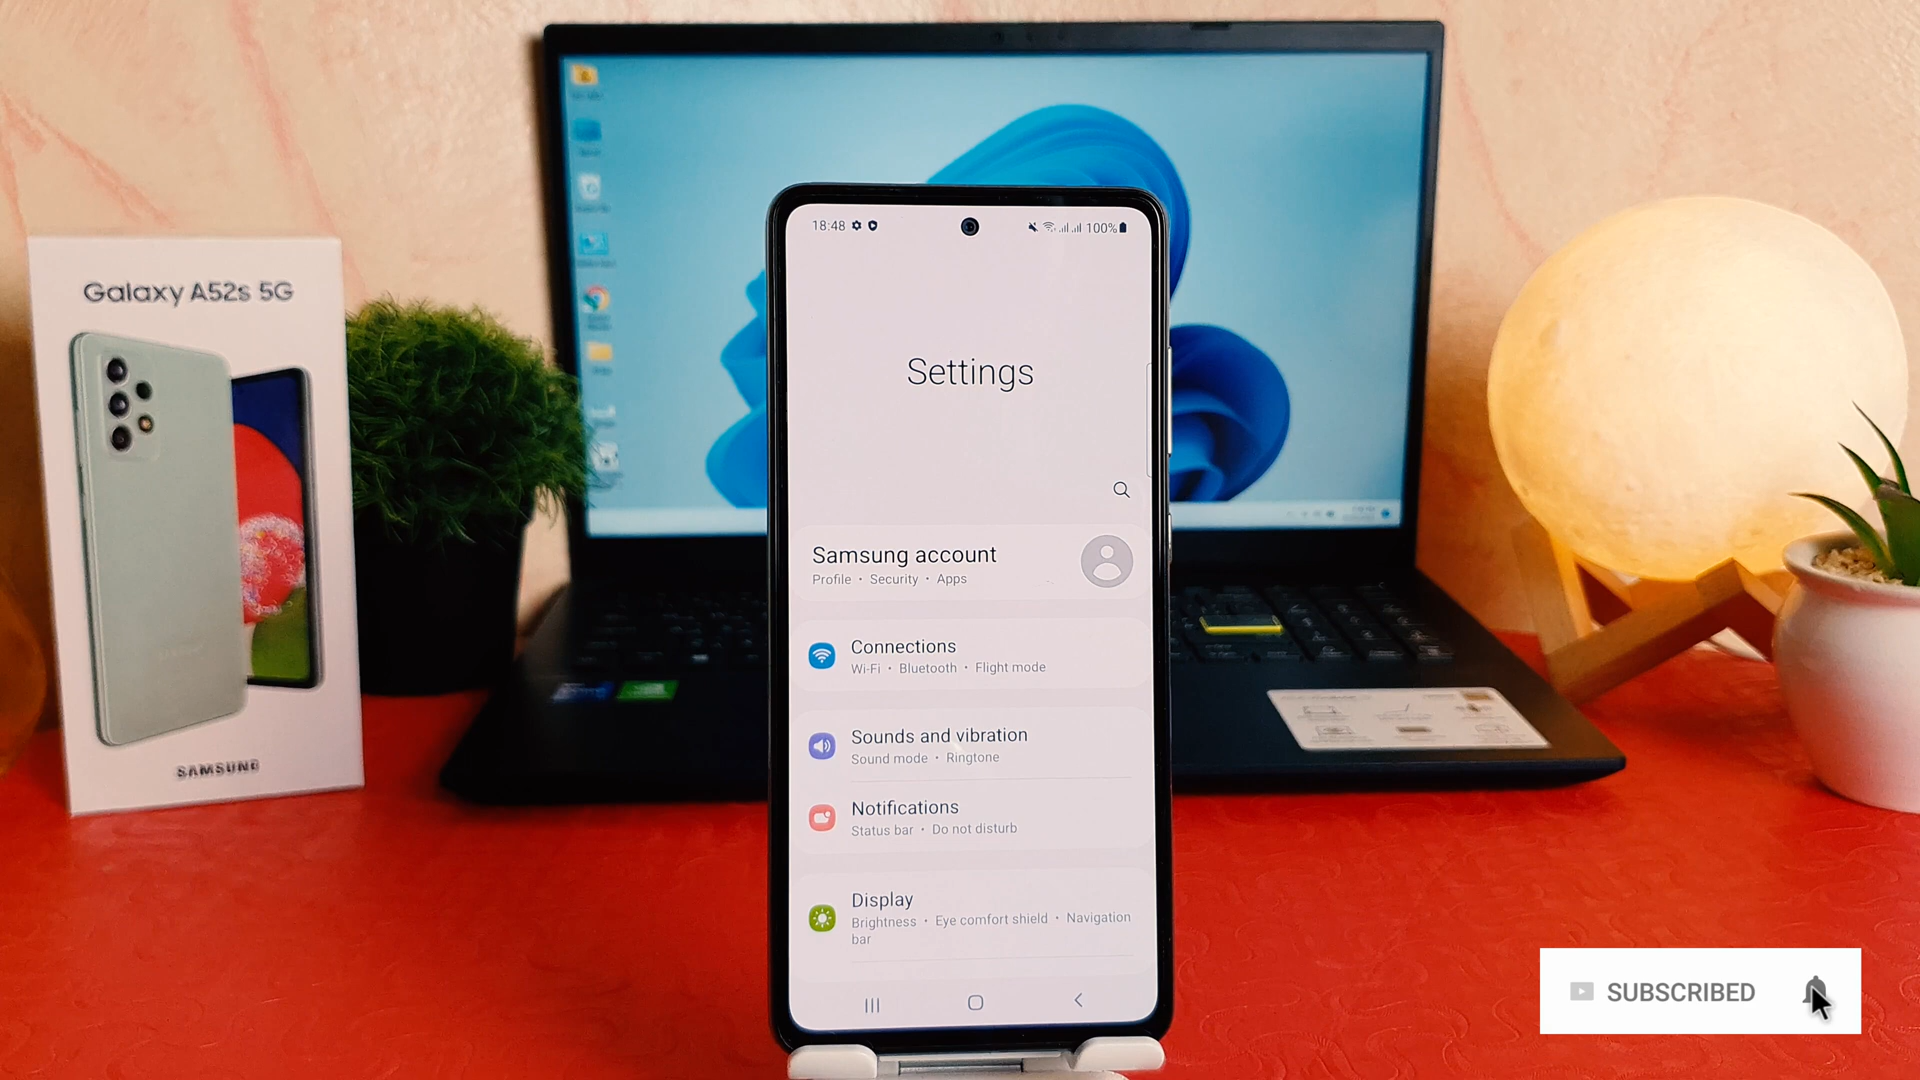 Galaxy A52s 5G
SAMSUNG
18:48
100%
Settings
Samsung account
Profile • Security • Apps
Connections
Wi-Fi • Bluetooth • Flight mode
Sounds and vibration
Sound mode • Ringtone
Notifications
Status bar • Do not disturb
Display
Brightness • Eye comfort shield • Navigation
bar
SUBSCRIBED